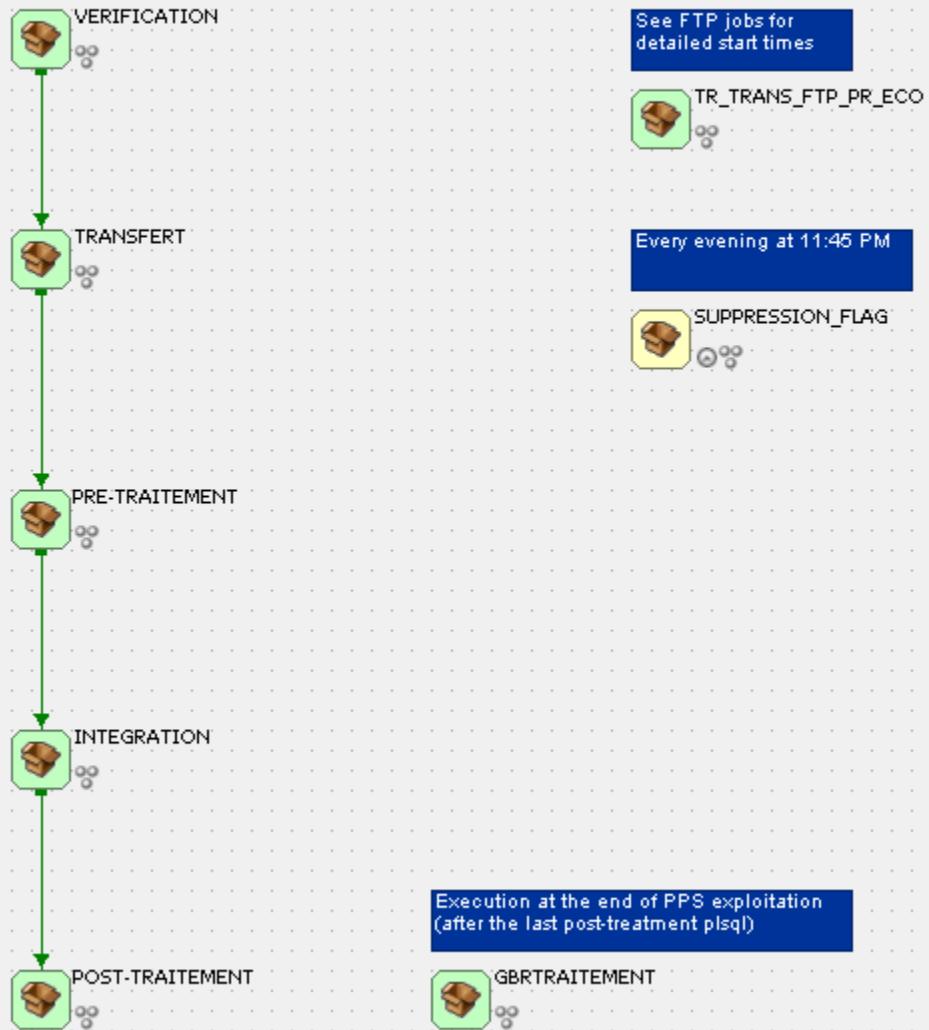 VERIFICATION
See FTP jobs for
detailed start times
TR_TRANS_FTP_PR_ECO
TRANSFERT
Every evening at 11:45 PM
SUPPRESSION_FLAG
PRE-TRAITEMENT
INTEGRATION
Execution at the end of PPS exploitation
(after the last post-treatment plsql)
POST-TRAITEMENT
GBRTRAITEMENT